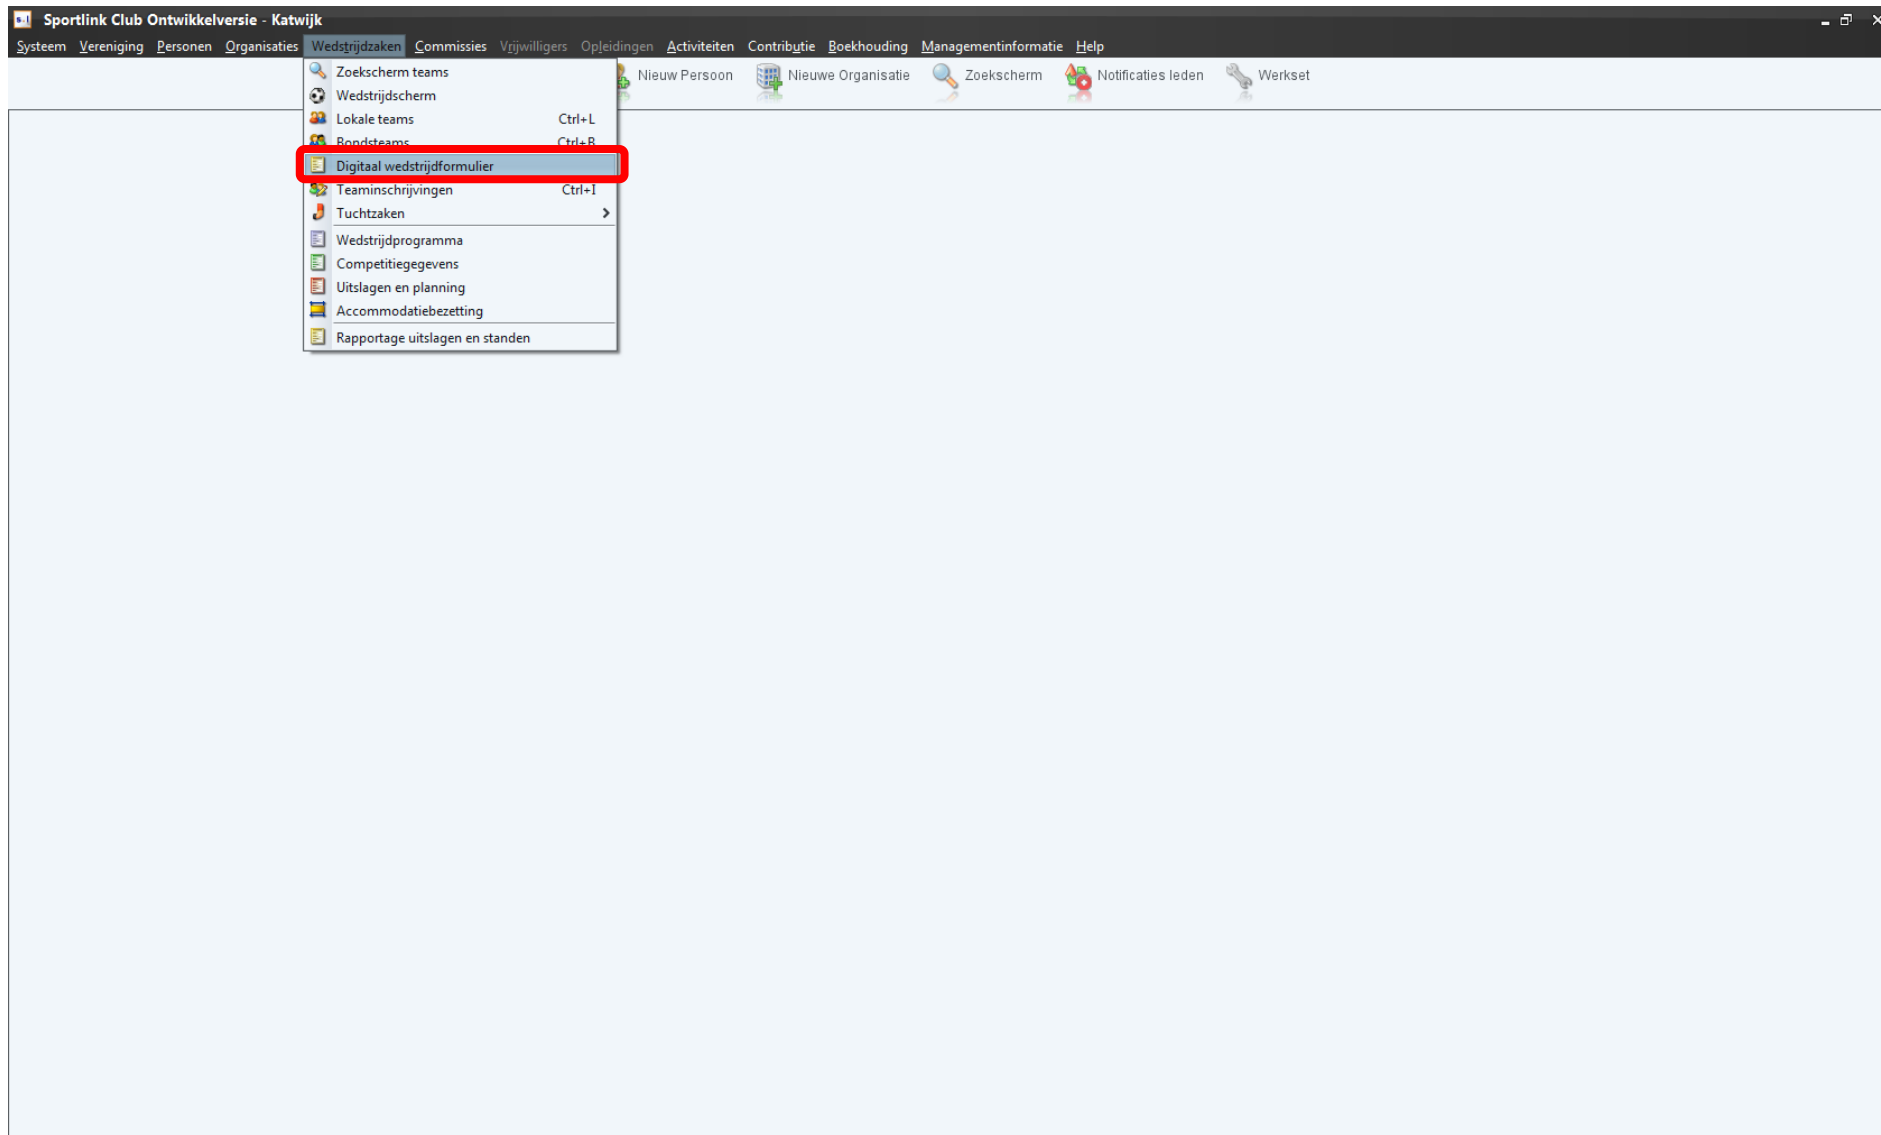 Sportlink Club Ontwikkelversie - Katwijk
Systeem Vereniging Personen Organisaties Wedstrijdzaken Commissies Vrijwilligers Opleidingen Activiteiten Contributie Boekhouding Managementinformatie Help
Nieuw Persoon Nieuwe Organisatie Zoekscherm Notificaties leden Werkset
Zoekscherm teams
Wedstrijdscherm
Lokale teams Ctrl+L
Bondsteams Ctrl+B
Digitaal wedstrijdformulier
Teaminschrijvingen Ctrl+I
Tuchtzaken
Wedstrijdprogramma
Competitiegegevens
Uitslagen en planning
Accommodatiebezetting
Rapportage uitslagen en standen